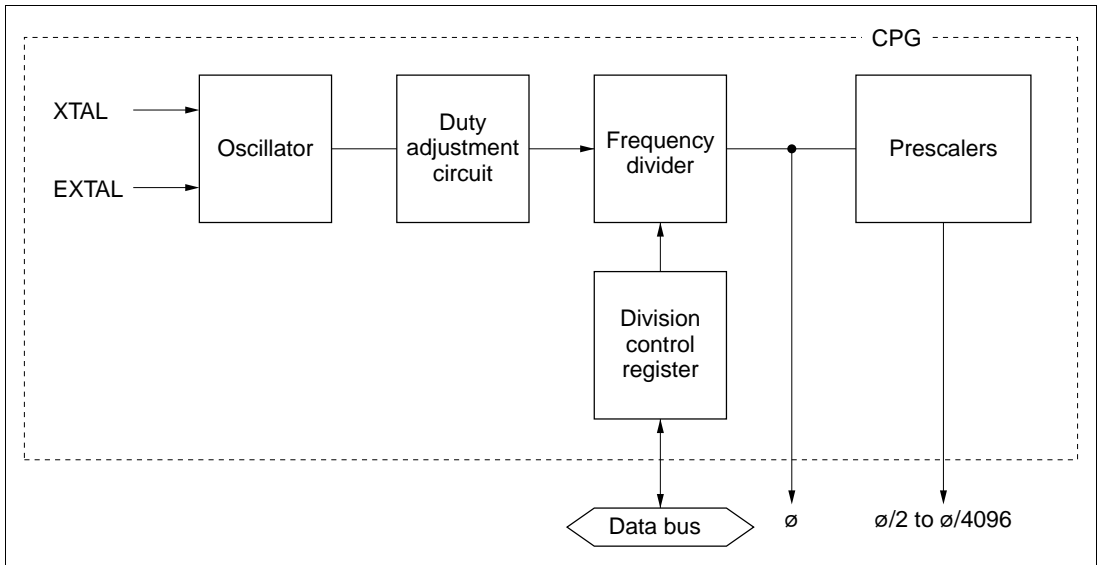 CPG
XTAL
EXTAL
Oscillator
Duty
adjustment
circuit
Frequency
divider
Prescalers
Division
control
register
Data bus
ø
ø/2 to ø/4096